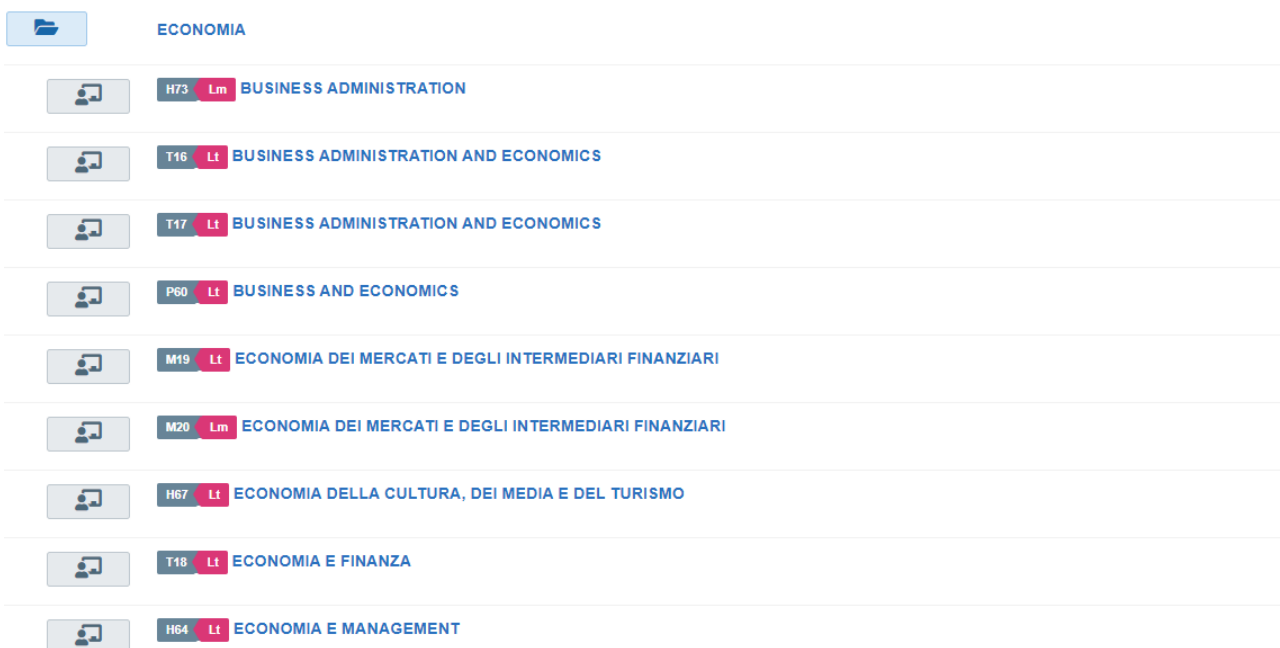 ECONOMIA
H73 Lm BUSINESS ADMINISTRATION
T16 Lt BUSINESS ADMINISTRATION AND ECONOMICS
T17 Lt BUSINESS ADMINISTRATION AND ECONOMICS
P60 Lt BUSINESS AND ECONOMICS
M19 Lt ECONOMIA DEI MERCATI E DEGLI INTERMEDIARI FINANZIARI
M20 Lm ECONOMIA DEI MERCATI E DEGLI INTERMEDIARI FINANZIARI
H67 Lt ECONOMIA DELLA CULTURA, DEI MEDIA E DEL TURISMO
T18 Lt ECONOMIA E FINANZA
H64 Lt ECONOMIA E MANAGEMENT